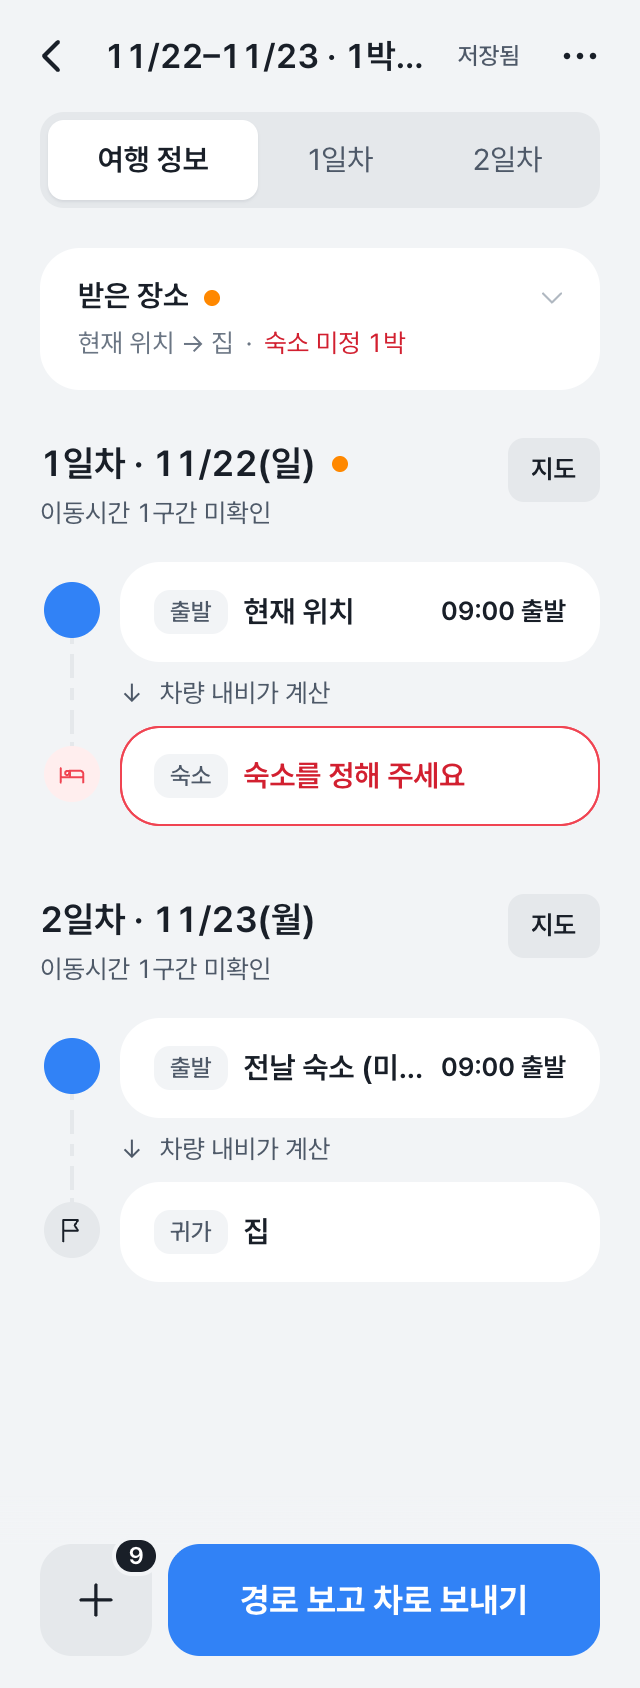 11/22–11/23 · 1박... 저장됨
여행 정보 1일차 2일차
받은 장소
현재 위치 → 집 · 숙소 미정 1박
1일차 · 11/22(일) 지도
이동시간 1구간 미확인
출발 현재 위치 09:00 출발
↓ 차량 내비가 계산
숙소 숙소를 정해 주세요
2일차 · 11/23(월) 지도
이동시간 1구간 미확인
출발 전날 숙소 (미... 09:00 출발
↓ 차량 내비가 계산
귀가 집
9
경로 보고 차로 보내기